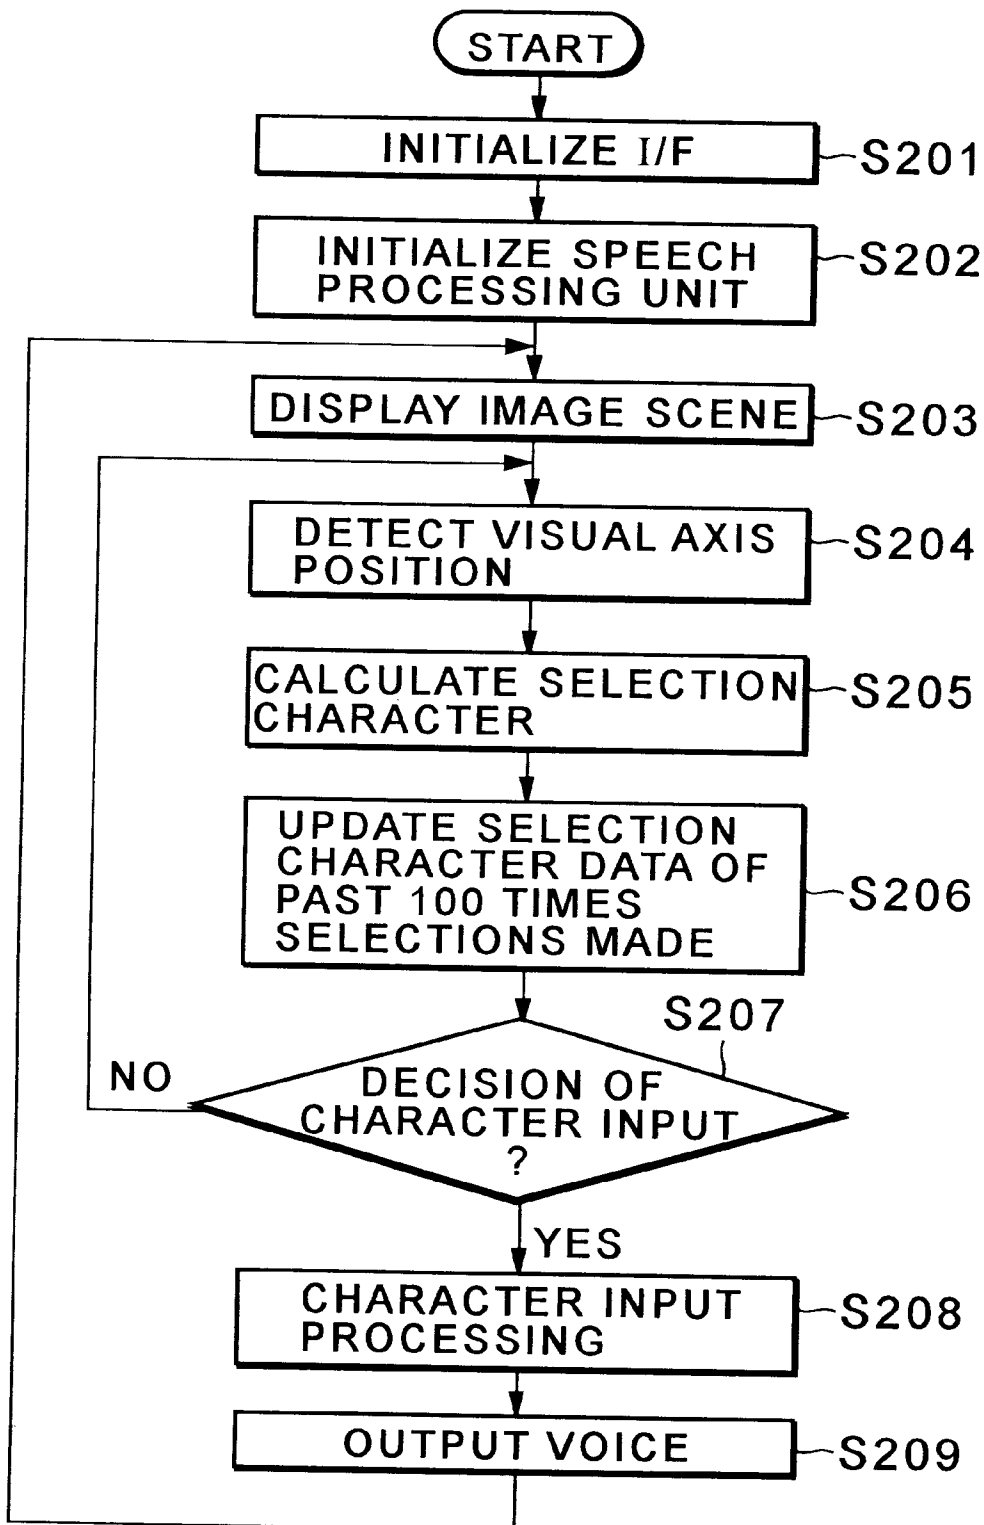 START
INITIALIZE I/F
S201
INITIALIZE SPEECH
PROCESSING UNIT
S202
DISPLAY IMAGE SCENE
S203
DETECT VISUAL AXIS
POSITION
S204
CALCULATE SELECTION
CHARACTER
S205
UPDATE SELECTION
CHARACTER DATA OF
PAST 100 TIMES
SELECTIONS MADE
S206
S207
NO
DECISION OF
CHARACTER INPUT
?
YES
CHARACTER INPUT
PROCESSING
S208
OUTPUT VOICE
S209